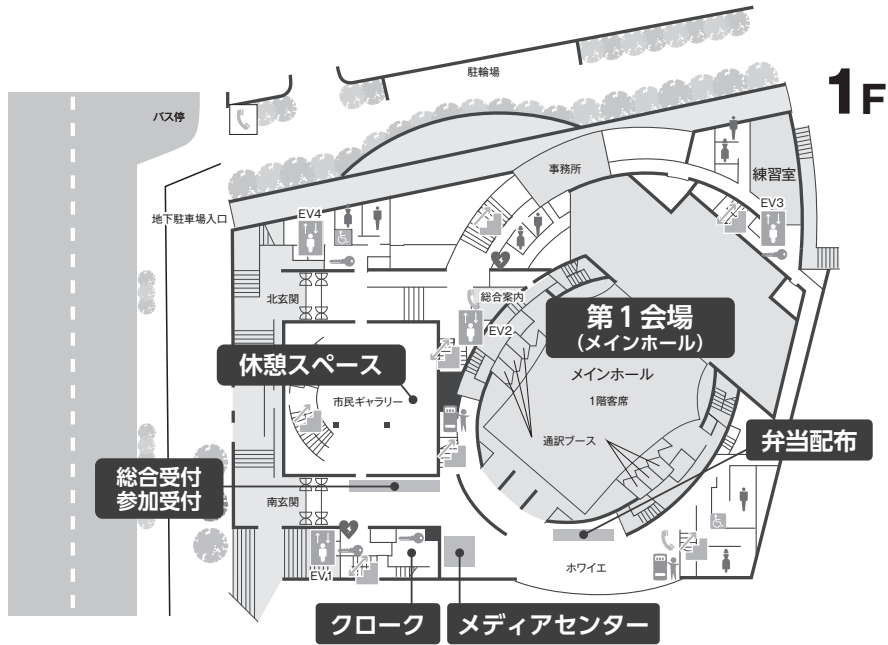 駐輪場
1F
バス停
事務所
練習室
地下駐車場入口
EV4
EV3
北玄関
総合案内
EV2
第1会場
(メインホール)
休憩スペース
メインホール
市民ギャラリー
1階客席
通訳ブース
弁当配布
総合受付
参加受付
南玄関
ホワイエ
EV1
クローク
メディアセンター